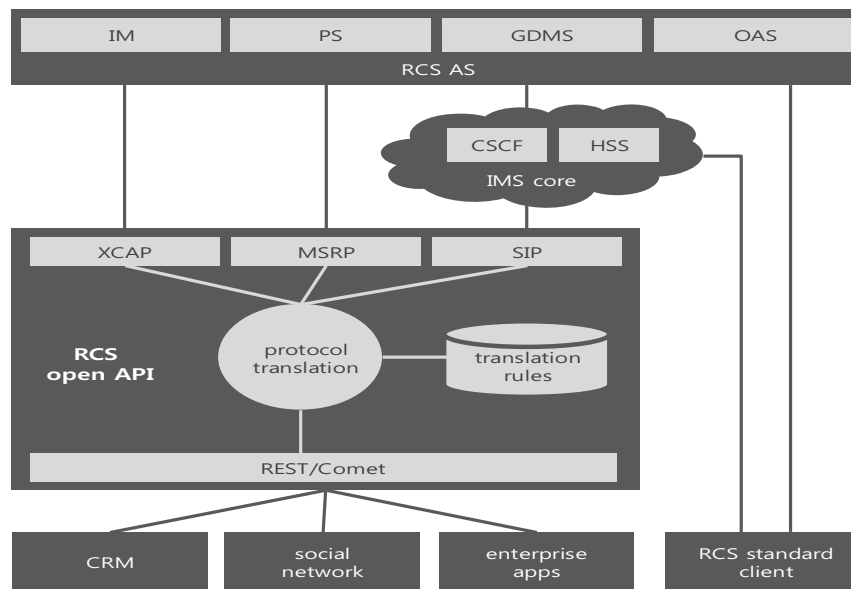 IM
PS
GDMS
OAS
RCS AS
CSCF
HSS
IMS core
XCAP
MSRP
SIP
RCS
open API
protocol
translation
translation
rules
REST/Comet
CRM
social
network
enterprise
apps
RCS standard
client